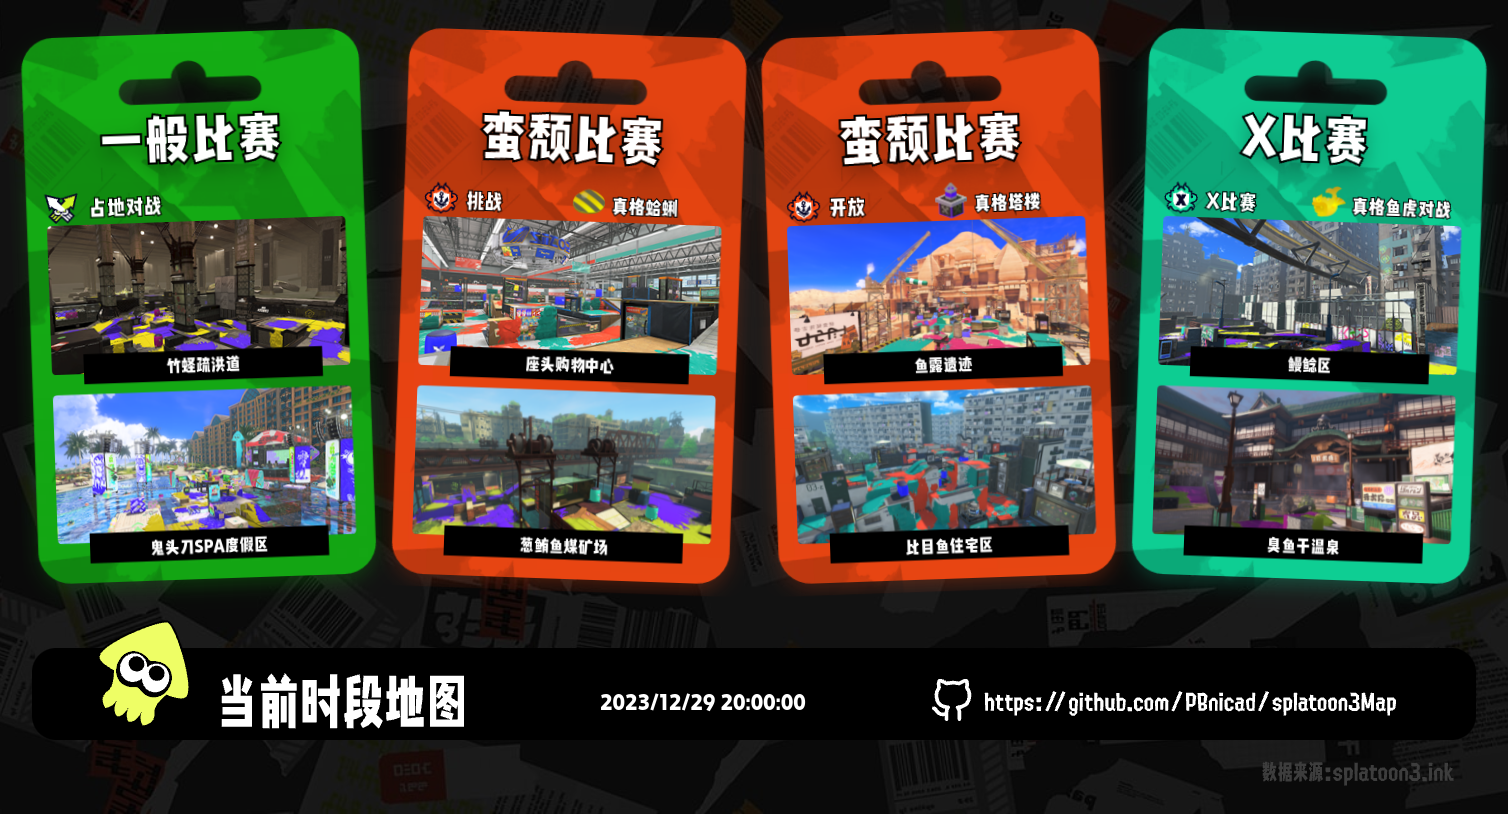 一般比赛
占地对战
竹蛏疏洪道
鬼头刀SPA度假区
蛮颓比赛
挑战
真格蛤蜊
座头购物中心
葱鲔鱼煤矿场
蛮颓比赛
开放
真格塔楼
鱼露遗迹
比目鱼住宅区
X比赛
X比赛
真格鱼虎对战
鳗鲶区
臭鱼干温泉
当前时段地图
2023/12/29 20:00:00
https://github.com/PBnicad/splatoon3Map
数据来源:splatoon3.ink